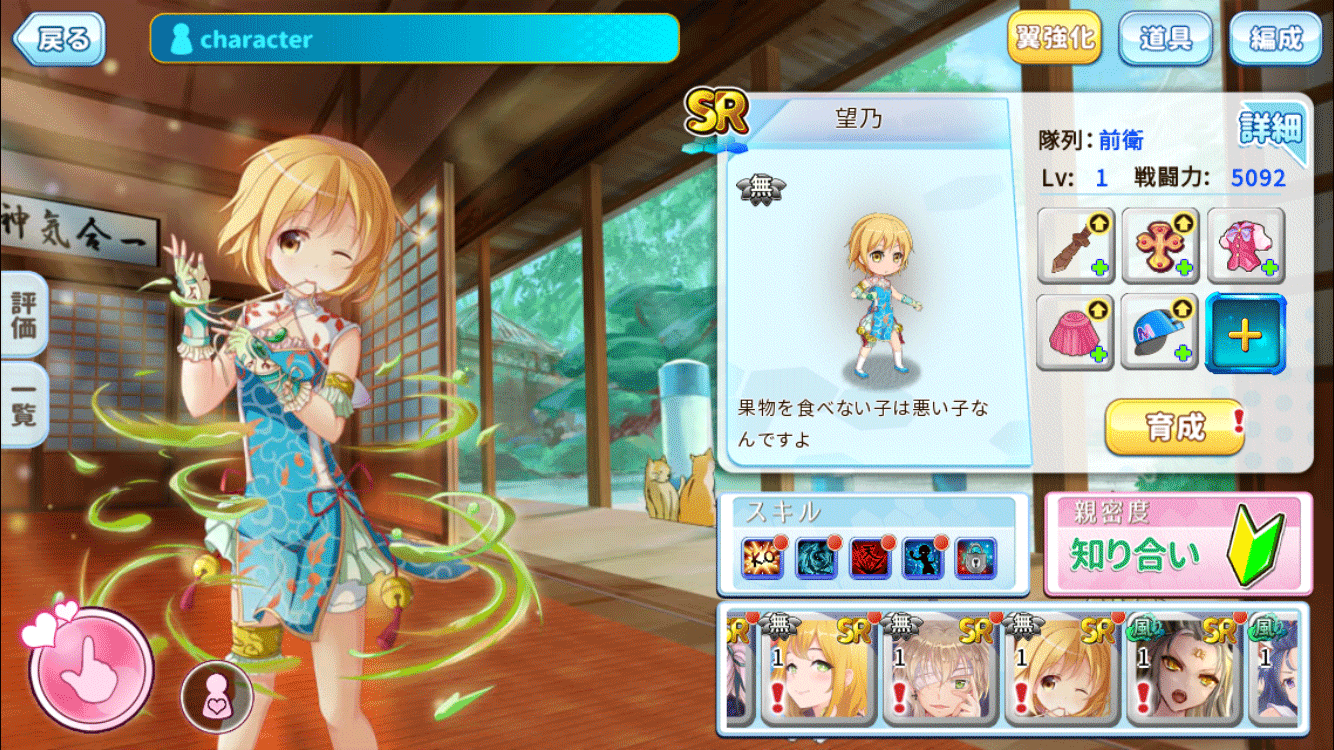 戻る
character
翼強化
道具
編成
神気合一
評価
一覧
SR
望乃
無
果物を食べない子は悪い子な
んですよ
詳細
隊列：前衛
Lv: 1 戦闘力: 5092
M
育成
スキル
KO
親密度
知り合い
SR
無 SR
1
無 SR
1
無 SR
1
風 SR
1
風
1